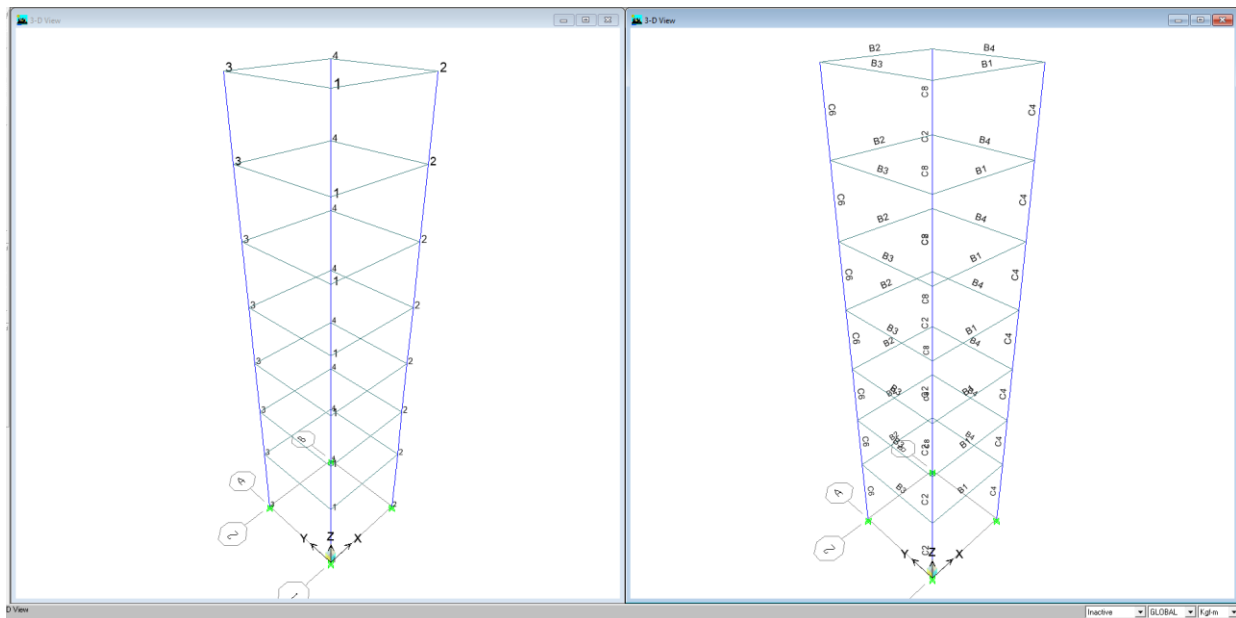 3-D View
4
3 2
1
4
3 2
1
4
3 2
4
1
3 2
4
1
3 2
4
3 2
B
3 2
A
3 1 2
2
Y Z X
1
3-D View
B2 B4
B3 B1
C6 C8 C4
C2
B2 B4
B3 C8 B1
C6 C4
B2 B4
B3 B1
C6 C4
B2 C8 B4
B3 C2 B1
C6 B2 B4 C4
C8
C6 C4
B4
C6 B1 C4
C6 B3 C2 B1 C4
A
2
Y Z X
C2
D View
Inactive GLOBAL Kgf-m